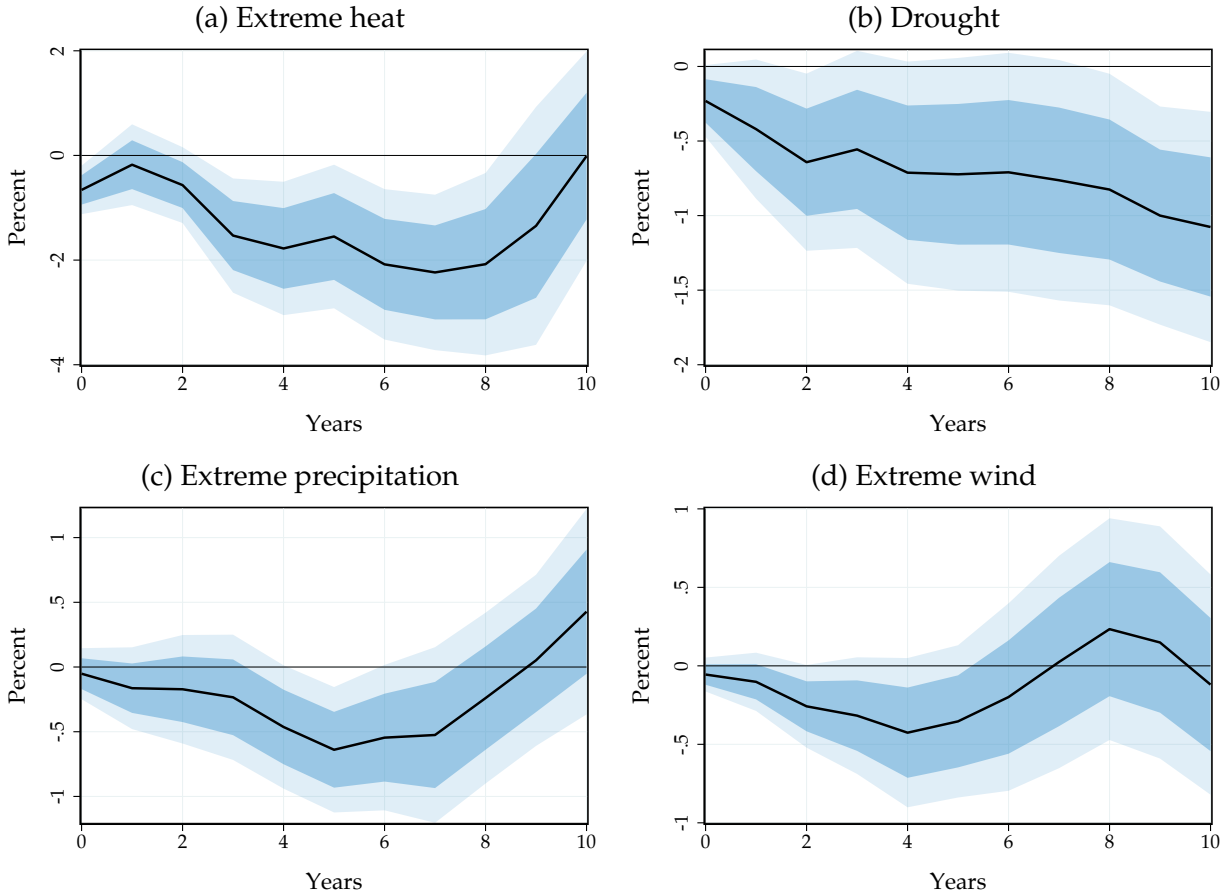 (a) Extreme heat
Percent
2
0
-2
-4
0 2 4 6 8 10
Years
(b) Drought
Percent
0
-.5
-1
-1.5
-2
0 2 4 6 8 10
Years
(c) Extreme precipitation
Percent
1
.5
0
-.5
-1
0 2 4 6 8 10
Years
(d) Extreme wind
Percent
1
.5
0
-.5
-1
0 2 4 6 8 10
Years